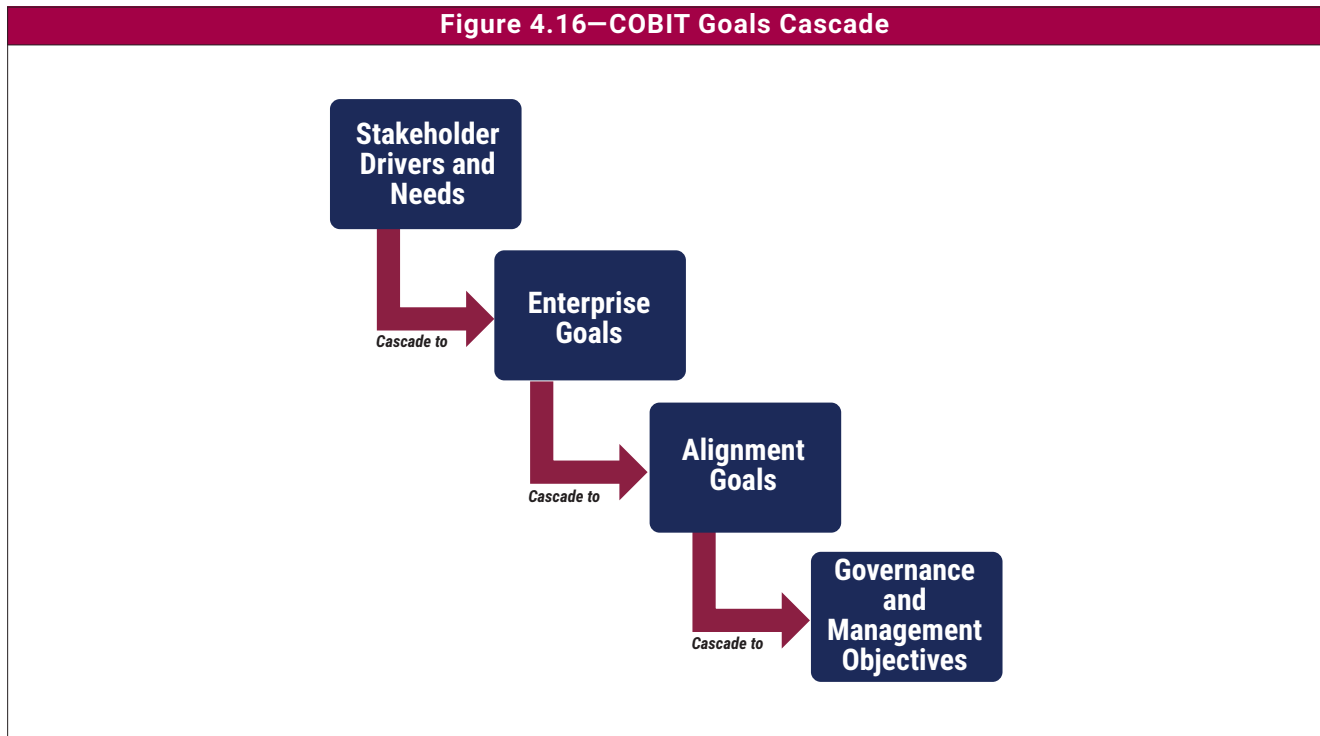 Figure 4.16—COBIT Goals Cascade
Stakeholder
Drivers and
Needs
Cascade to
Enterprise
Goals
Cascade to
Alignment
Goals
Cascade to
Governance
and
Management
Objectives